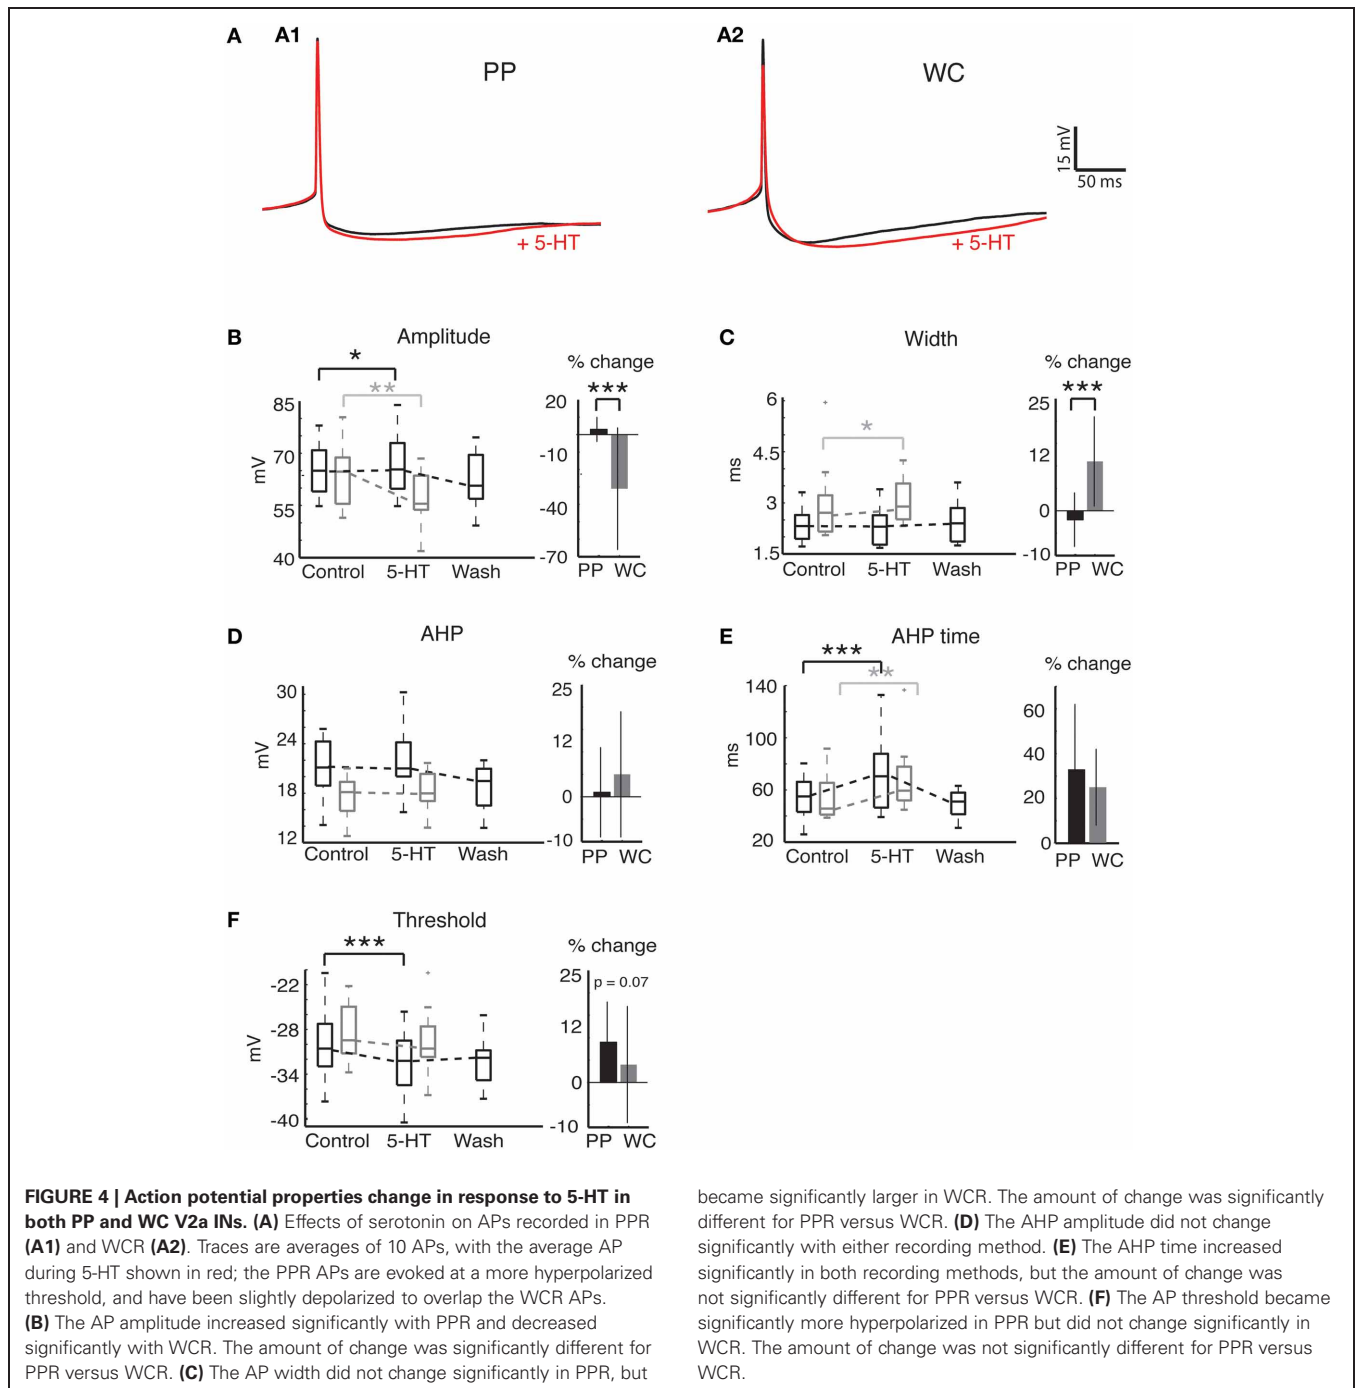 A A1 A2
PP WC
15 mV
50 ms
+ 5-HT + 5-HT
B Amplitude
% change
*
**
***
85
70
55
40
mV
Control 5-HT Wash
20
-10
-40
-70
PP WC
C Width
% change
*
***
6
4.5
3
1.5
ms
Control 5-HT Wash
25
12
0
-10
PP WC
D AHP
% change
30
24
18
12
mV
Control 5-HT Wash
25
12
0
-10
PP WC
E AHP time
% change
***
**
140
100
60
20
ms
Control 5-HT Wash
60
40
20
0
PP WC
F Threshold
% change
***
-22
-28
-34
-40
mV
Control 5-HT Wash
25
p = 0.07
12
0
-10
PP WC
FIGURE 4 | Action potential properties change in response to 5-HT in
both PP and WC V2a INs. (A) Effects of serotonin on APs recorded in PPR
(A1) and WCR (A2). Traces are averages of 10 APs, with the average AP
during 5-HT shown in red; the PPR APs are evoked at a more hyperpolarized
threshold, and have been slightly depolarized to overlap the WCR APs.
(B) The AP amplitude increased significantly with PPR and decreased
significantly with WCR. The amount of change was significantly different for
PPR versus WCR. (C) The AP width did not change significantly in PPR, but
became significantly larger in WCR. The amount of change was significantly
different for PPR versus WCR. (D) The AHP amplitude did not change
significantly with either recording method. (E) The AHP time increased
significantly in both recording methods, but the amount of change was
not significantly different for PPR versus WCR. (F) The AP threshold became
significantly more hyperpolarized in PPR but did not change significantly in
WCR. The amount of change was not significantly different for PPR versus
WCR.